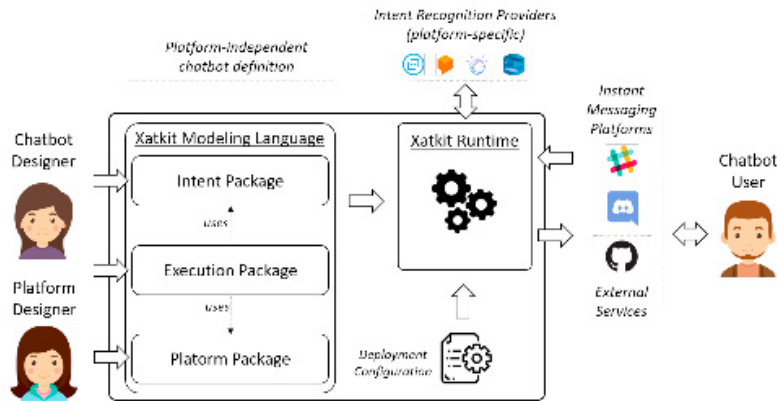 Intent Recognition Providers
(platform-specific)
Platform-Independent
chatbot definition
Instant
Messaging
Platforms
Xatkit Modeling Language
Xatkit Runtime
Chatbot
Designer
Intent Package
Chatbot
User
uses
Execution Package
Platform
Designer
uses
External
Services
Platorm Package
Deployment
Configuration